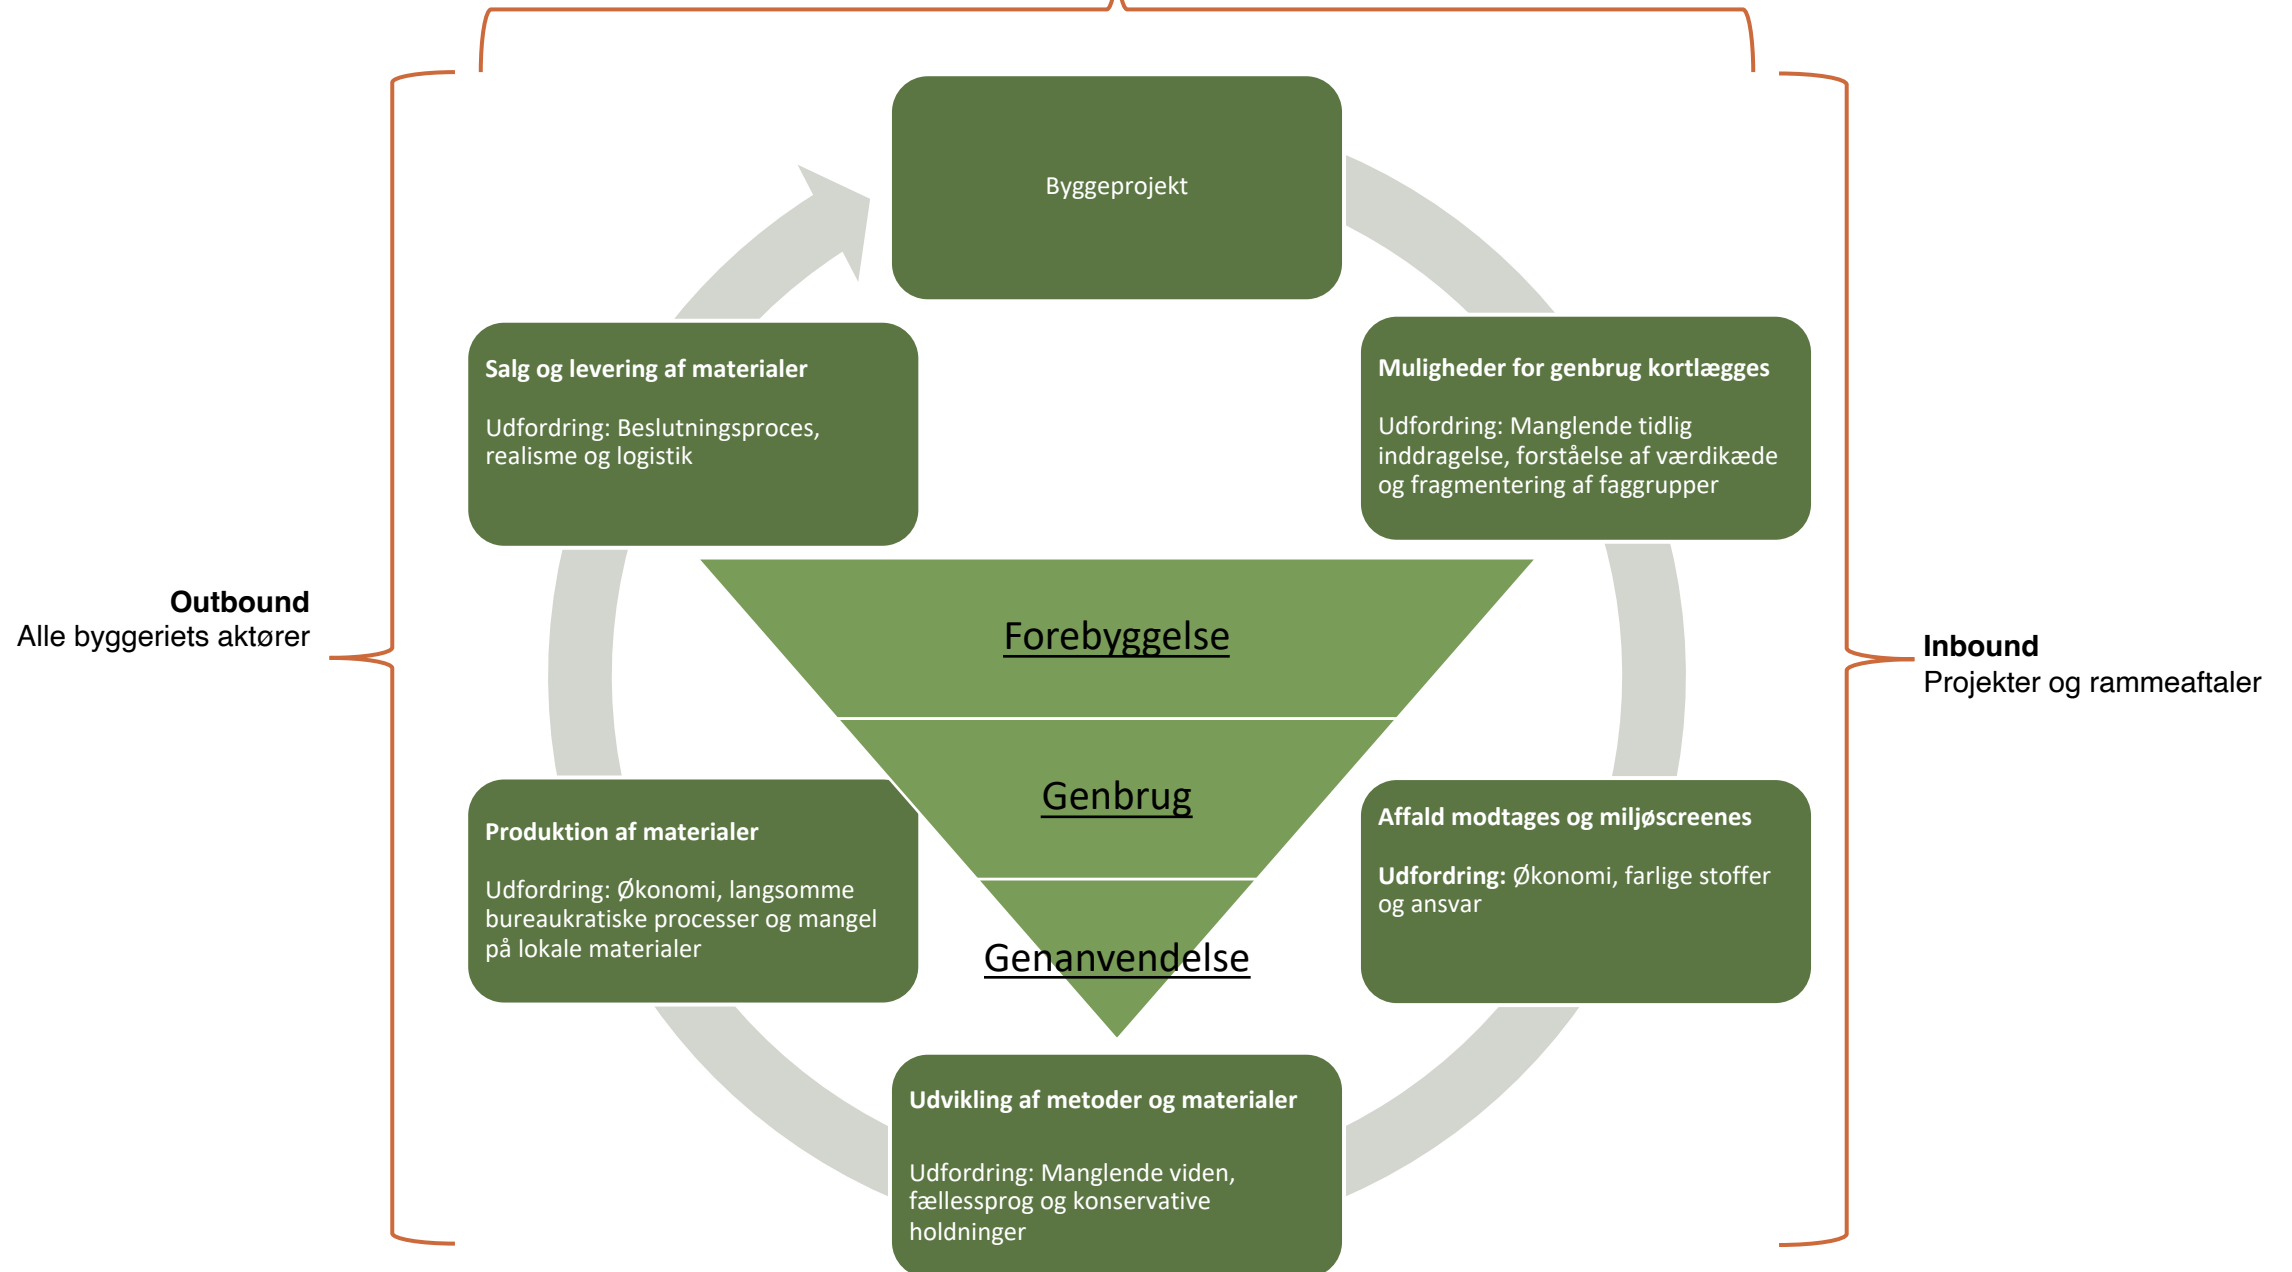 Byggeprojekt
Salg og levering af materialer
Udfordring: Beslutningsproces,
realisme og logistik
Muligheder for genbrug kortlægges
Udfordring: Manglende tidlig
inddragelse, forståelse af værdikæde
og fragmentering af faggrupper
Outbound
Alle byggeriets aktører
Forebyggelse
Inbound
Projekter og rammeaftaler
Genbrug
Produktion af materialer
Udfordring: Økonomi, langsomme
bureaukratiske processer og mangel
på lokale materialer
Affald modtages og miljøscreenes
Udfordring: Økonomi, farlige stoffer
og ansvar
Genanvendelse
Udvikling af metoder og materialer
Udfordring: Manglende viden,
fællessprog og konservative
holdninger